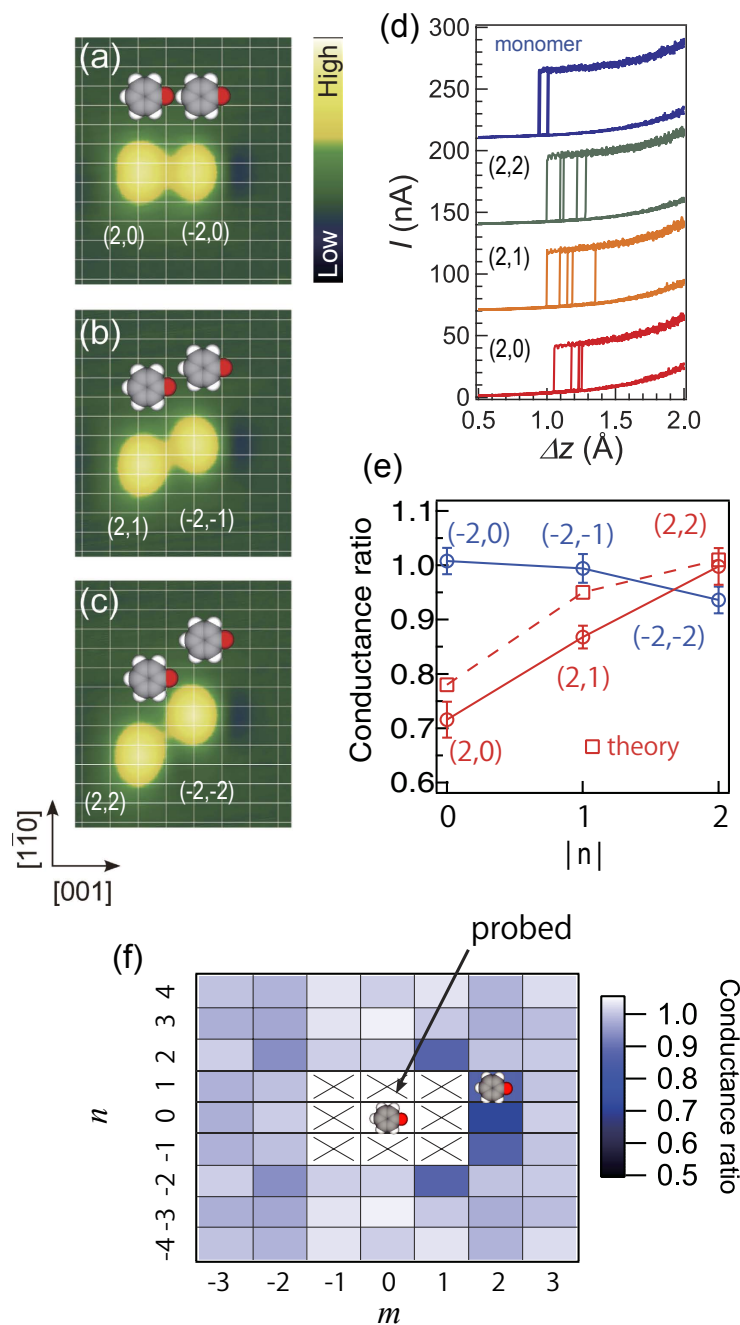 (a)
(2,0) (-2,0)
High
Low
(b)
(2,1) (-2,-1)
(c)
(2,2) (-2,-2)
[11̅0]
[001]
(d)
300
250
200
150
100
50
0
I (nA)
monomer
(2,2)
(2,1)
(2,0)
0.5 1.0 1.5 2.0
Δz (Å)
(e)
1.1
1.0
0.9
0.8
0.7
0.6
Conductance ratio
(-2,0) (-2,-1) (2,2)
(-2,-2)
(2,1)
(2,0)
theory
0 1 2
|n|
(f)
probed
4
3
2
1
0
-1
-2
-3
-4
n
-3 -2 -1 0 1 2 3
m
1.0
0.9
0.8
0.7
0.6
0.5
Conductance ratio